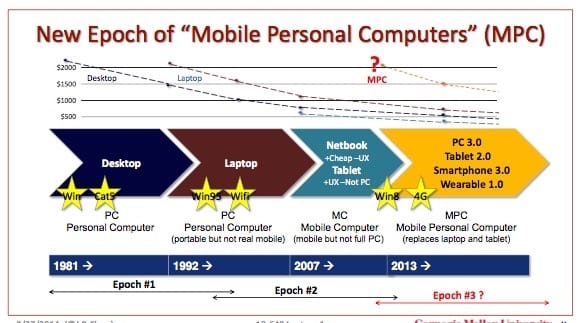 New Epoch of “Mobile Personal Computers” (MPC)
$2000
$1500
$1000
$500
Desktop
Laptop
?
MPC
Desktop
Laptop
Netbook
+Cheap –UX
Tablet
+UX –Not PC
PC 3.0
Tablet 2.0
Smartphone 3.0
Wearable 1.0
Win
Cat5
Win95
Wifi
Win8
4G
PC
Personal Computer
PC
Personal Computer
(portable but not real mobile)
MC
Mobile Computer
(mobile but not full PC)
MPC
Mobile Personal Computer
(replaces laptop and tablet)
1981 →
1992 →
2007 →
2013 →
Epoch #1
Epoch #2
Epoch #3 ?
Carnegie Mellon University